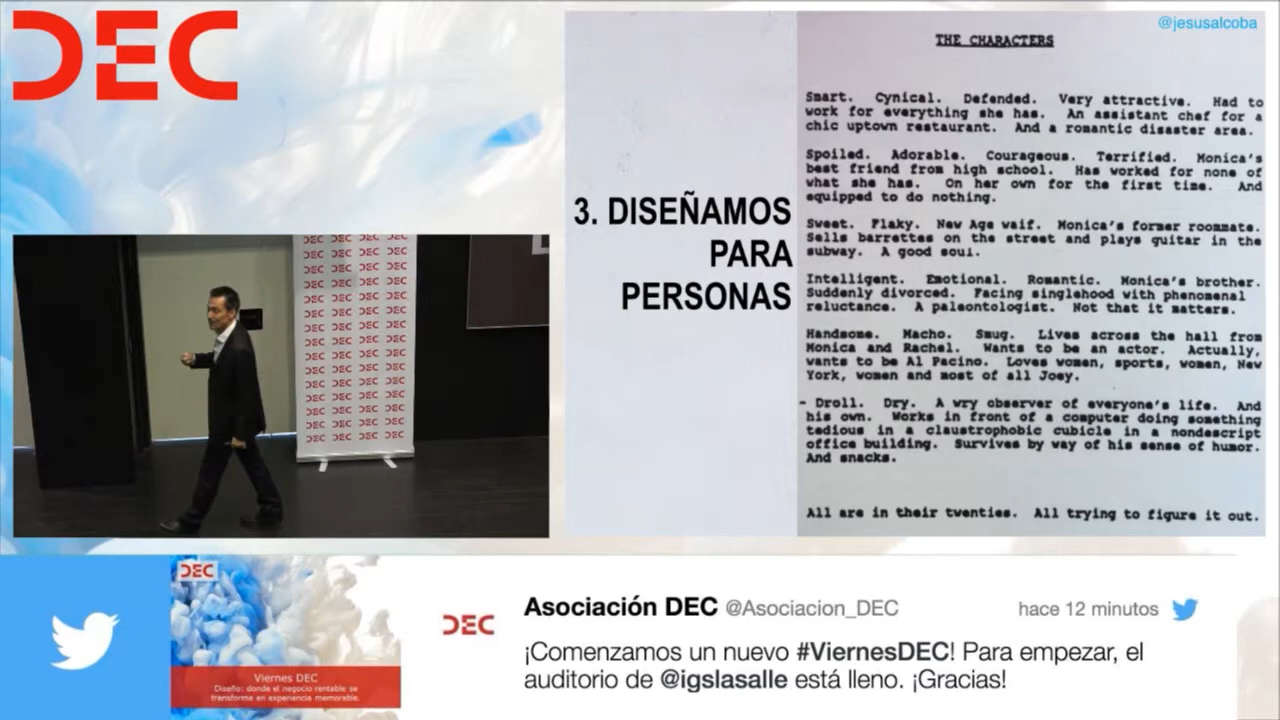 DEC
@jesusalcoba
THE CHARACTERS
Smart. Cynical. Defended. Very attractive. Had to
work for everything she has. An assistant chef for a
chic uptown restaurant. And a romantic disaster area.
Spoiled. Adorable. Courageous. Terrified. Monica's
best friend from high school. Has worked for none of
what she has. On her own for the first time. And
equipped to do nothing.
Sweet. Flaky. New Age waif. Monica's former roommate.
Sells barrettes on the street and plays guitar in the
subway. A good soul.
Intelligent. Emotional. Romantic. Monica's brother.
Suddenly divorced. Facing singlehood with phenomenal
reluctance. A paleontologist. Not that it matters.
Handsome. Macho. Smug. Lives across the hall from
Monica and Rachel. Wants to be an actor. Actually,
wants to be Al Pacino. Loves women, sports, women, New
York, women and most of all Joey.
- Droll. Dry. A wry observer of everyone's life. And
his own. Works in front of a computer doing something
tedious in a claustrophobic cubicle in a nondescript
office building. Survives by way of his sense of humor.
And snacks.
All are in their twenties. All trying to figure it out.
3. DISEÑAMOS
PARA
PERSONAS
DEC
Viernes DEC
Diseño: donde el negocio rentable se
transforma en experiencia memorable.
DEC
Asociación DEC @Asociacion_DEC hace 12 minutos
¡Comenzamos un nuevo #ViernesDEC! Para empezar, el
auditorio de @igslasalle está lleno. ¡Gracias!